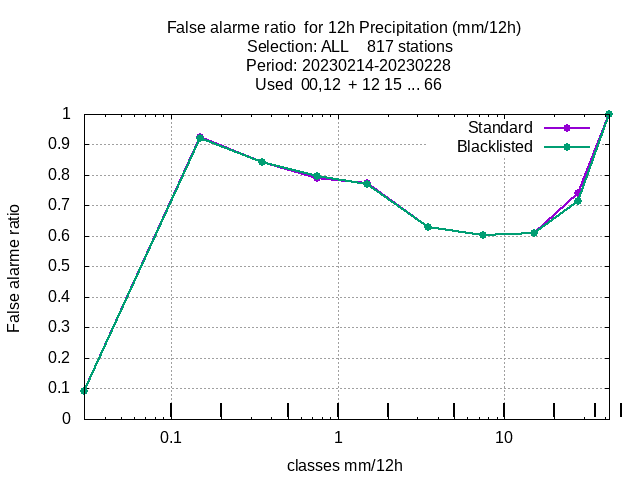 False alarme ratio  for 12h Precipitation (mm/12h)
Selection: ALL    817 stations
Period: 20230214-20230228
Used  00,12  + 12 15 ... 66
Standard
Blacklisted
False alarme ratio
1
0.9
0.8
0.7
0.6
0.5
0.4
0.3
0.2
0.1
0
0.1 1 10
classes mm/12h